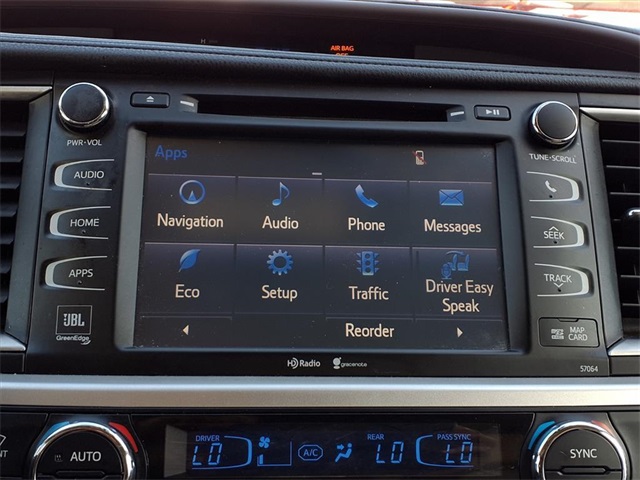 AIR BAG
OFF
PWR-VOL
TUNE-SCROLL
AUDIO
HOME
APPS
JBL
GreenEdge
Apps
Navigation
Audio
Phone
Messages
Eco
Setup
Traffic
Driver Easy
Speak
Reorder
SEEK
TRACK
MAP
CARD
HD Radio
gracenote
57064
AUTO
DRIVER
LO
A/C
REAR
LO
PASS SYNC
LO
SYNC